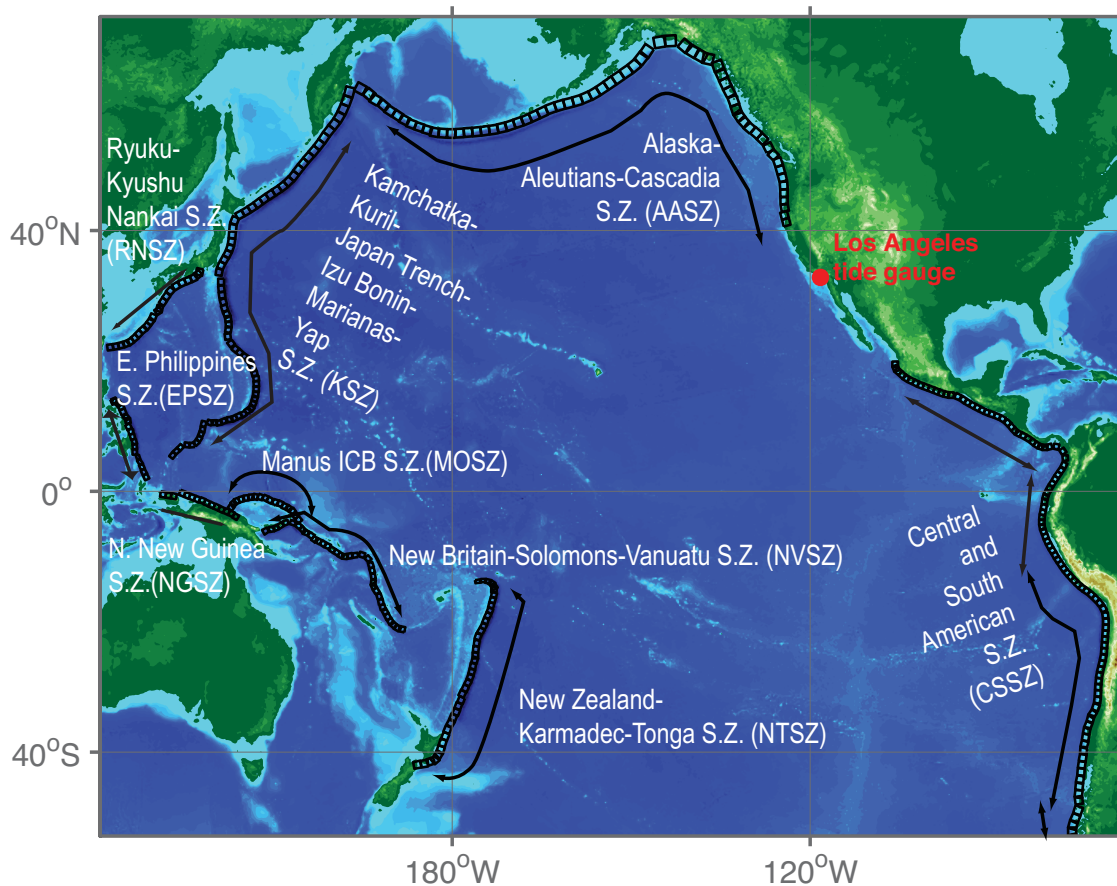 Ryuku-
Kyushu
Nankai S.Z.
(RNSZ)
Alaska-
Aleutians-Cascadia
S.Z. (AASZ)
Kamchatka-
Kuril-
Japan Trench-
Izu Bonin-
Marianas-
Yap
S.Z. (KSZ)
40°N
Los Angeles
tide gauge
E. Philippines
S.Z.(EPSZ)
Manus ICB S.Z.(MOSZ)
0°
N. New Guinea
S.Z.(NGSZ)
New Britain-Solomons-Vanuatu S.Z. (NVSZ)
Central
and
South
American
S.Z.
(CSSZ)
New Zealand-
Karmadec-Tonga S.Z. (NTSZ)
40°S
180°W
120°W